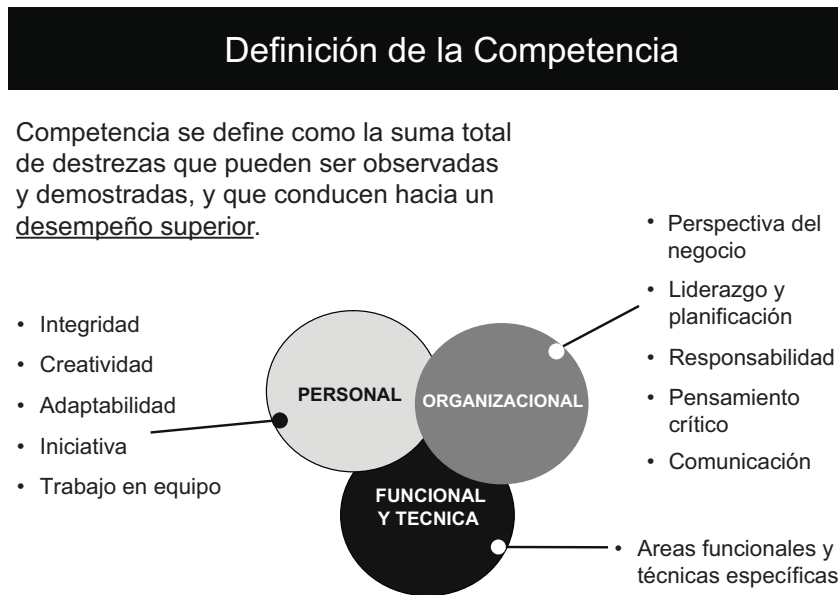 Definición de la Competencia
Competencia se define como la suma total
de destrezas que pueden ser observadas
y demostradas, y que conducen hacia un
desempeño superior.
• Integridad
• Creatividad
• Adaptabilidad
• Iniciativa
• Trabajo en equipo
PERSONAL
ORGANIZACIONAL
FUNCIONAL
Y TECNICA
• Perspectiva del
negocio
• Liderazgo y
planificación
• Responsabilidad
• Pensamiento
crítico
• Comunicación
• Areas funcionales y
técnicas específicas